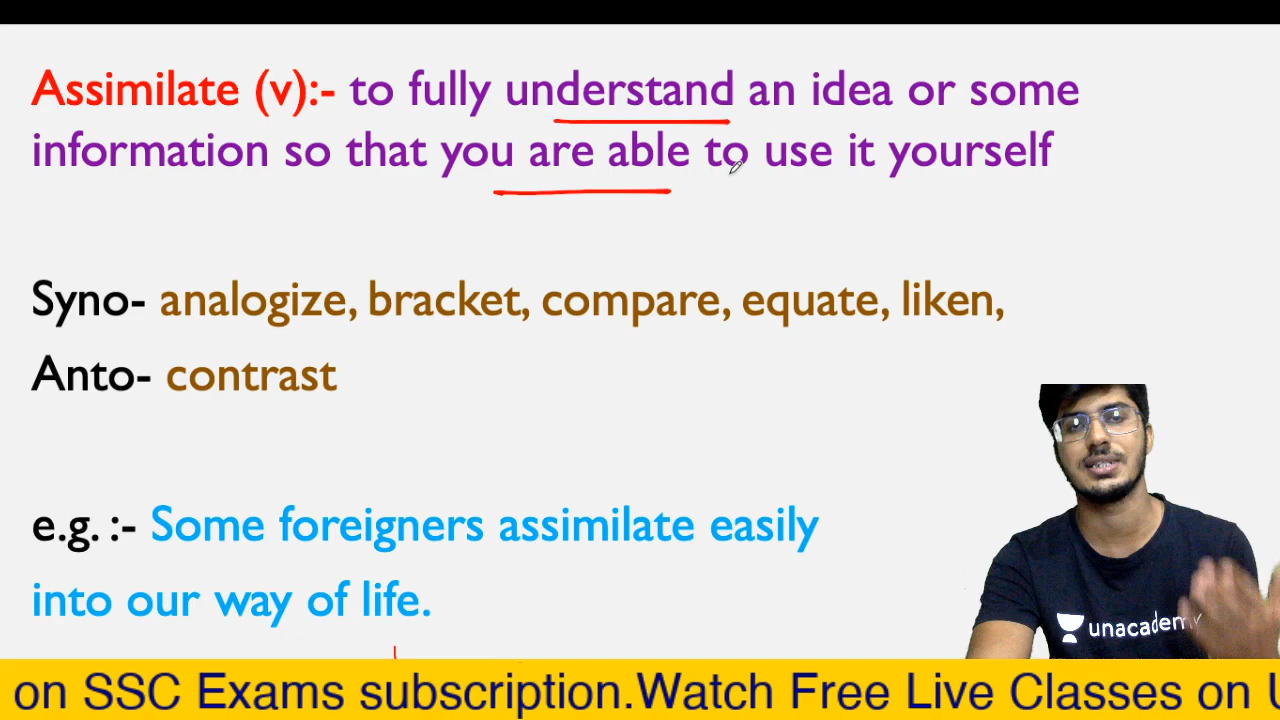 Assimilate (v):- to fully understand an idea or some
information so that you are able to use it yourself
Syno- analogize, bracket, compare, equate, liken,
Anto- contrast
e.g. :- Some foreigners assimilate easily
into our way of life.
unacademy
on SSC Exams subscription.Watch Free Live Classes on U